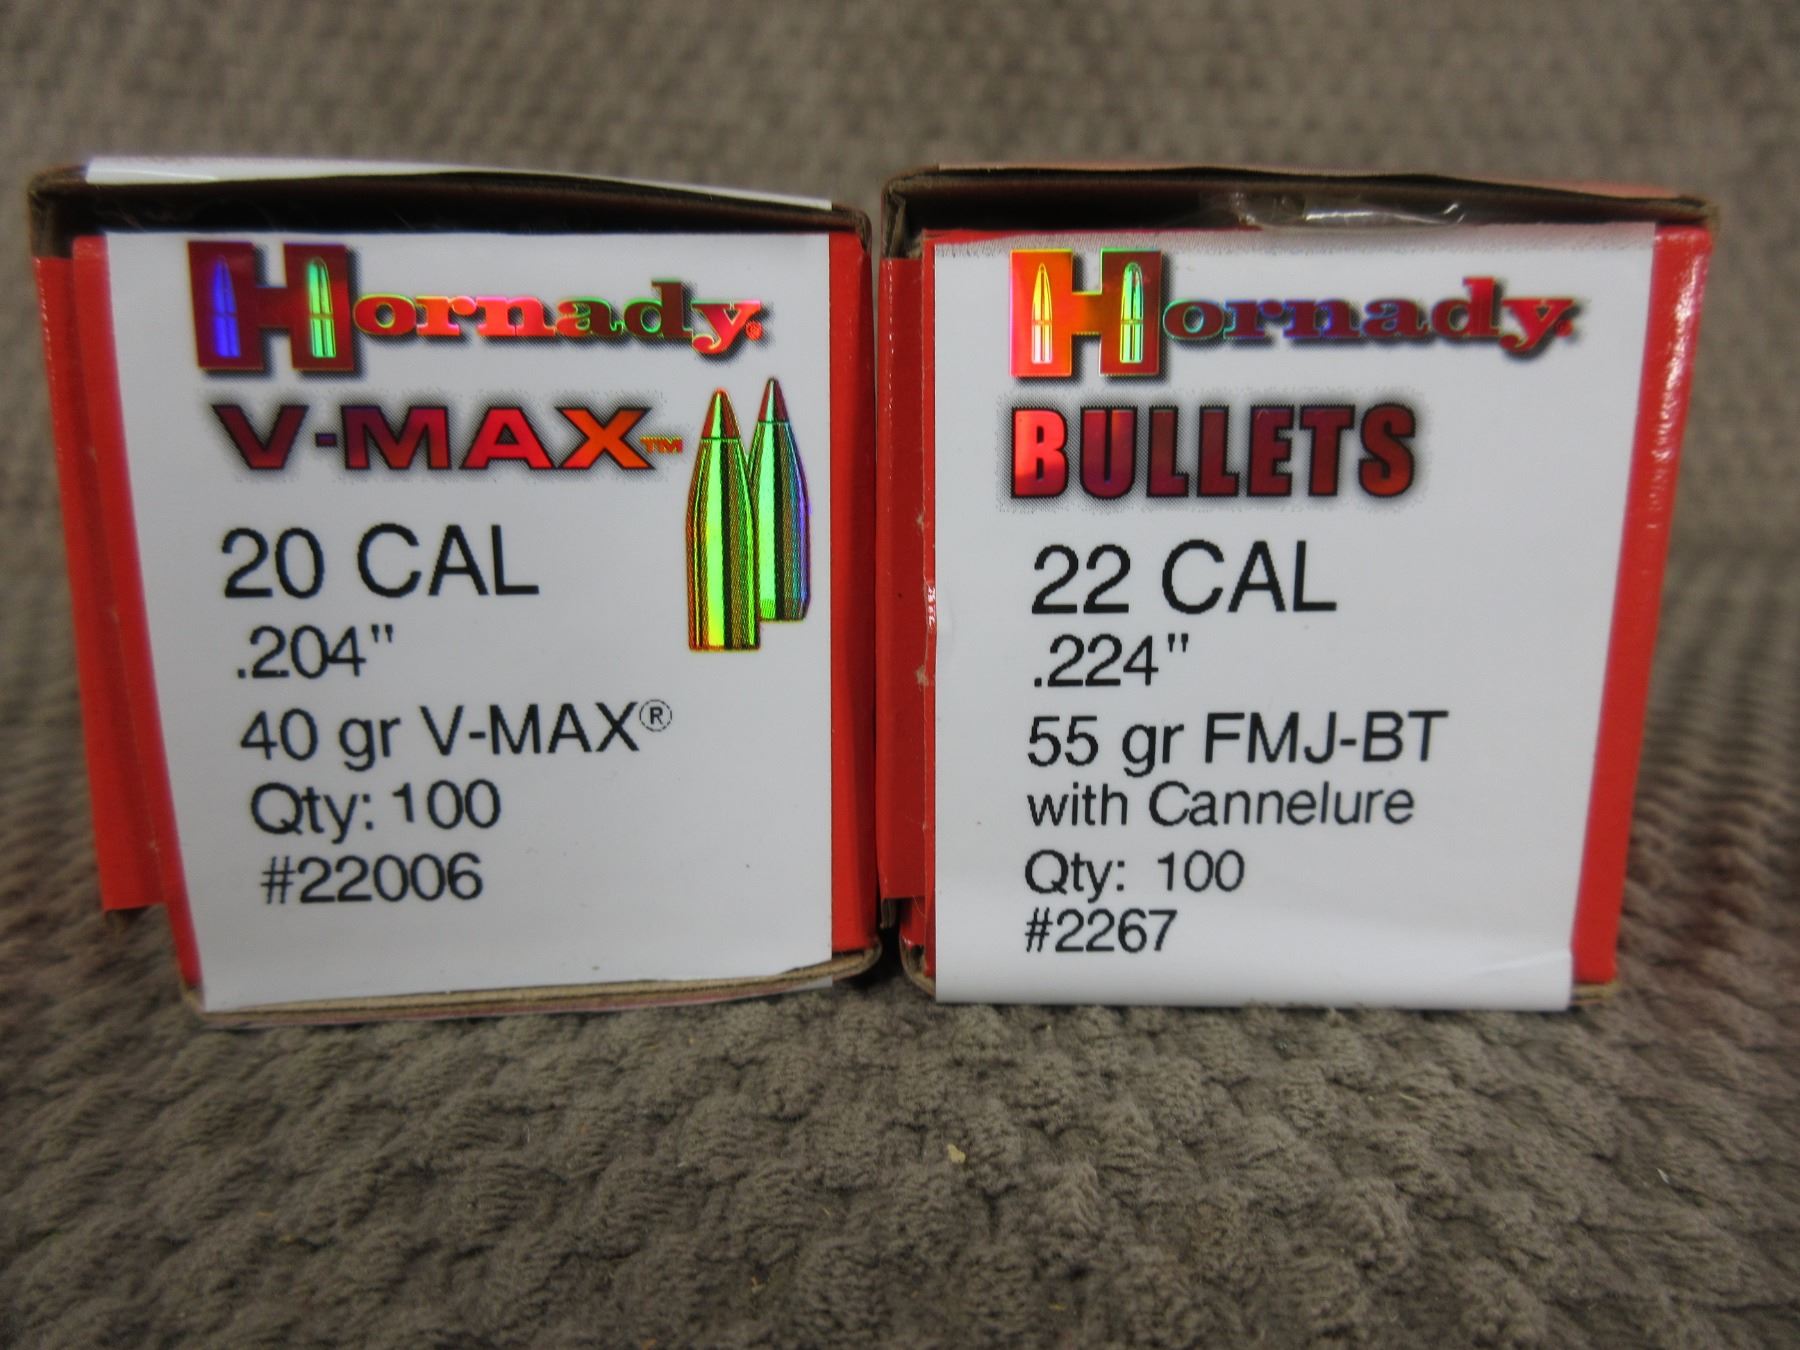 Hornady®
V-MAX™
20 CAL
.204"
40 gr V-MAX®
Qty: 100
#22006
Hornady®
BULLETS
22 CAL
.224"
55 gr FMJ-BT
with Cannelure
Qty: 100
#2267